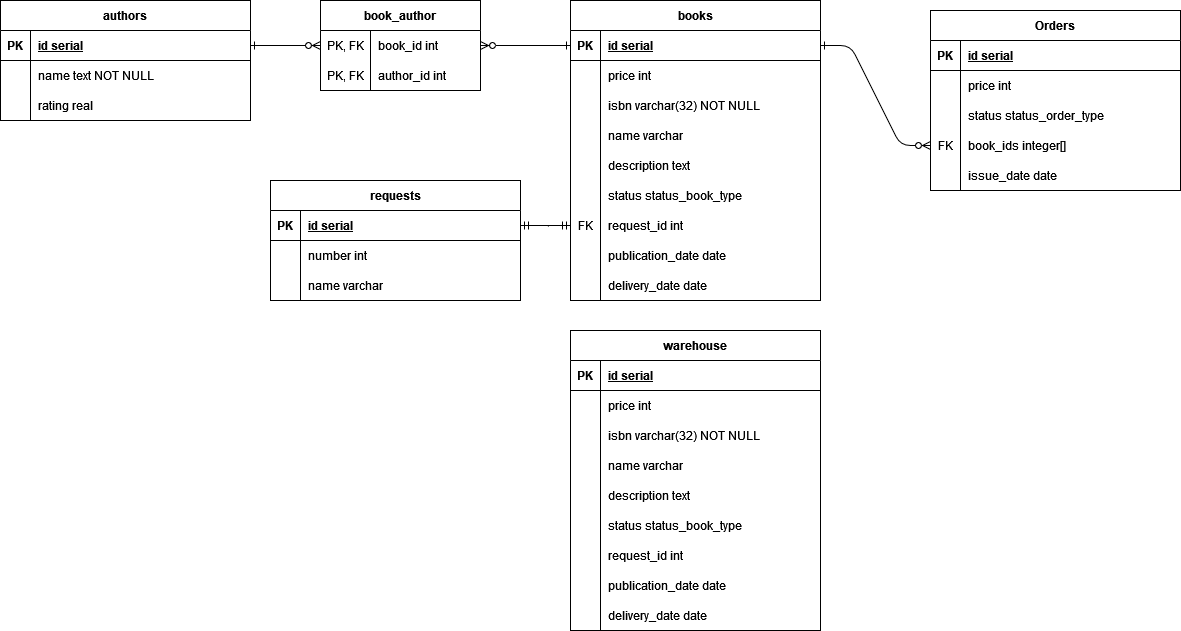 authors
PK id serial
name text NOT NULL
rating real
book_author
PK, FK book_id int
PK, FK author_id int
books
PK id serial
price int
isbn varchar(32) NOT NULL
name varchar
description text
status status_book_type
FK request_id int
publication_date date
delivery_date date
Orders
PK id serial
price int
status status_order_type
FK book_ids integer[]
issue_date date
requests
PK id serial
number int
name varchar
warehouse
PK id serial
price int
isbn varchar(32) NOT NULL
name varchar
description text
status status_book_type
request_id int
publication_date date
delivery_date date